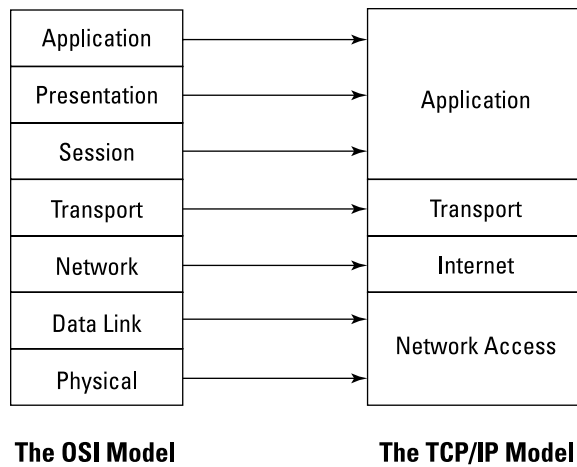 Application
Presentation
Session
Transport
Network
Data Link
Physical
The OSI Model
Application
Transport
Internet
Network Access
The TCP/IP Model